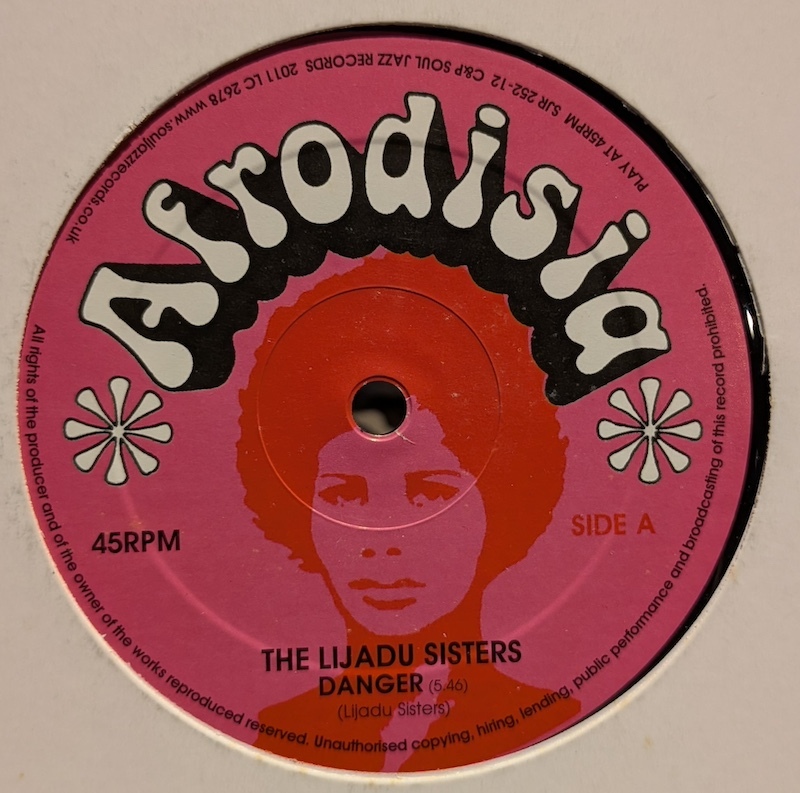 PLAY AT 45RPM SJR 252-12 C&P SOUL JAZZ RECORDS 2011 LC 2678 www.souljazzrecords.co.uk
Afrodisia
45RPM
SIDE A
THE LIJADU SISTERS
DANGER (5.46)
(Lijadu Sisters)
All rights of the producer and of the owner of the works reproduced reserved. Unauthorised copying, hiring, lending, public performance and broadcasting of this record prohibited.